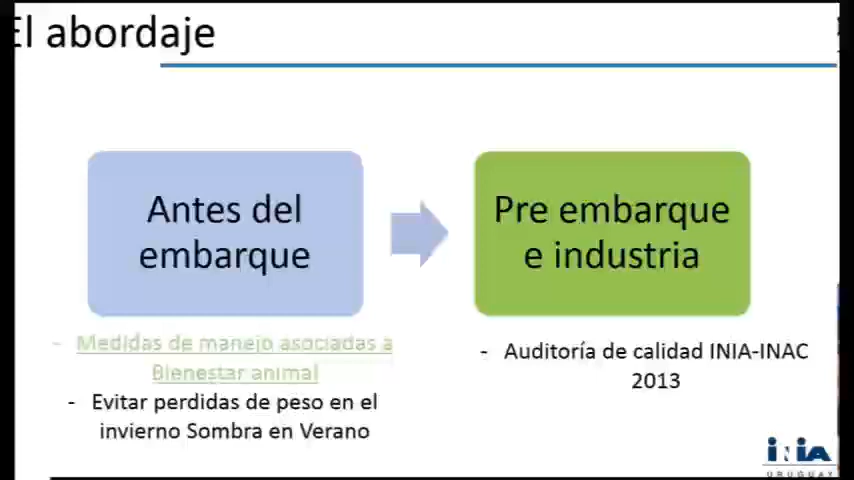 El abordaje
Antes del
embarque
Pre embarque
e industria
- Medidas de manejo asociadas a
Bienestar animal
- Evitar perdidas de peso en el
invierno Sombra en Verano
- Auditoría de calidad INIA-INAC
2013
INIA
URUGUAY